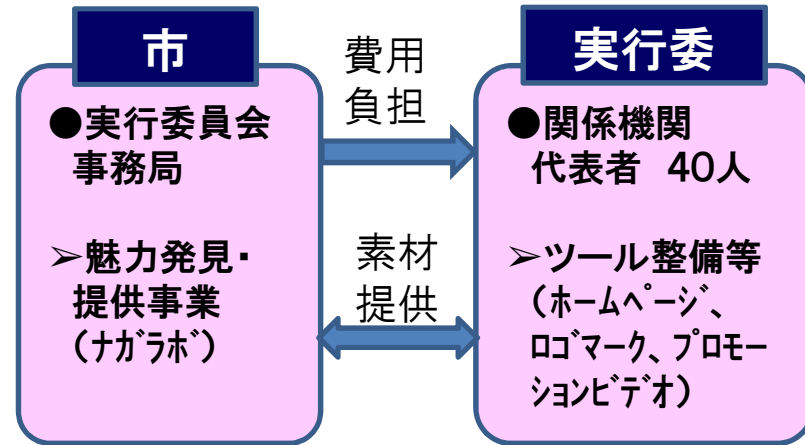 市
●実行委員会
事務局
➢魅力発見・
提供事業
（ﾅｶﾞﾗﾎﾞ）
費用
負担
素材
提供
実行委
●関係機関
代表者　40人
➢ツール整備等
（ﾎｰﾑﾍﾟｰｼﾞ、
ﾛｺﾞﾏｰｸ、ﾌﾟﾛﾓｰ
ｼｮﾝﾋﾞﾃﾞｵ）